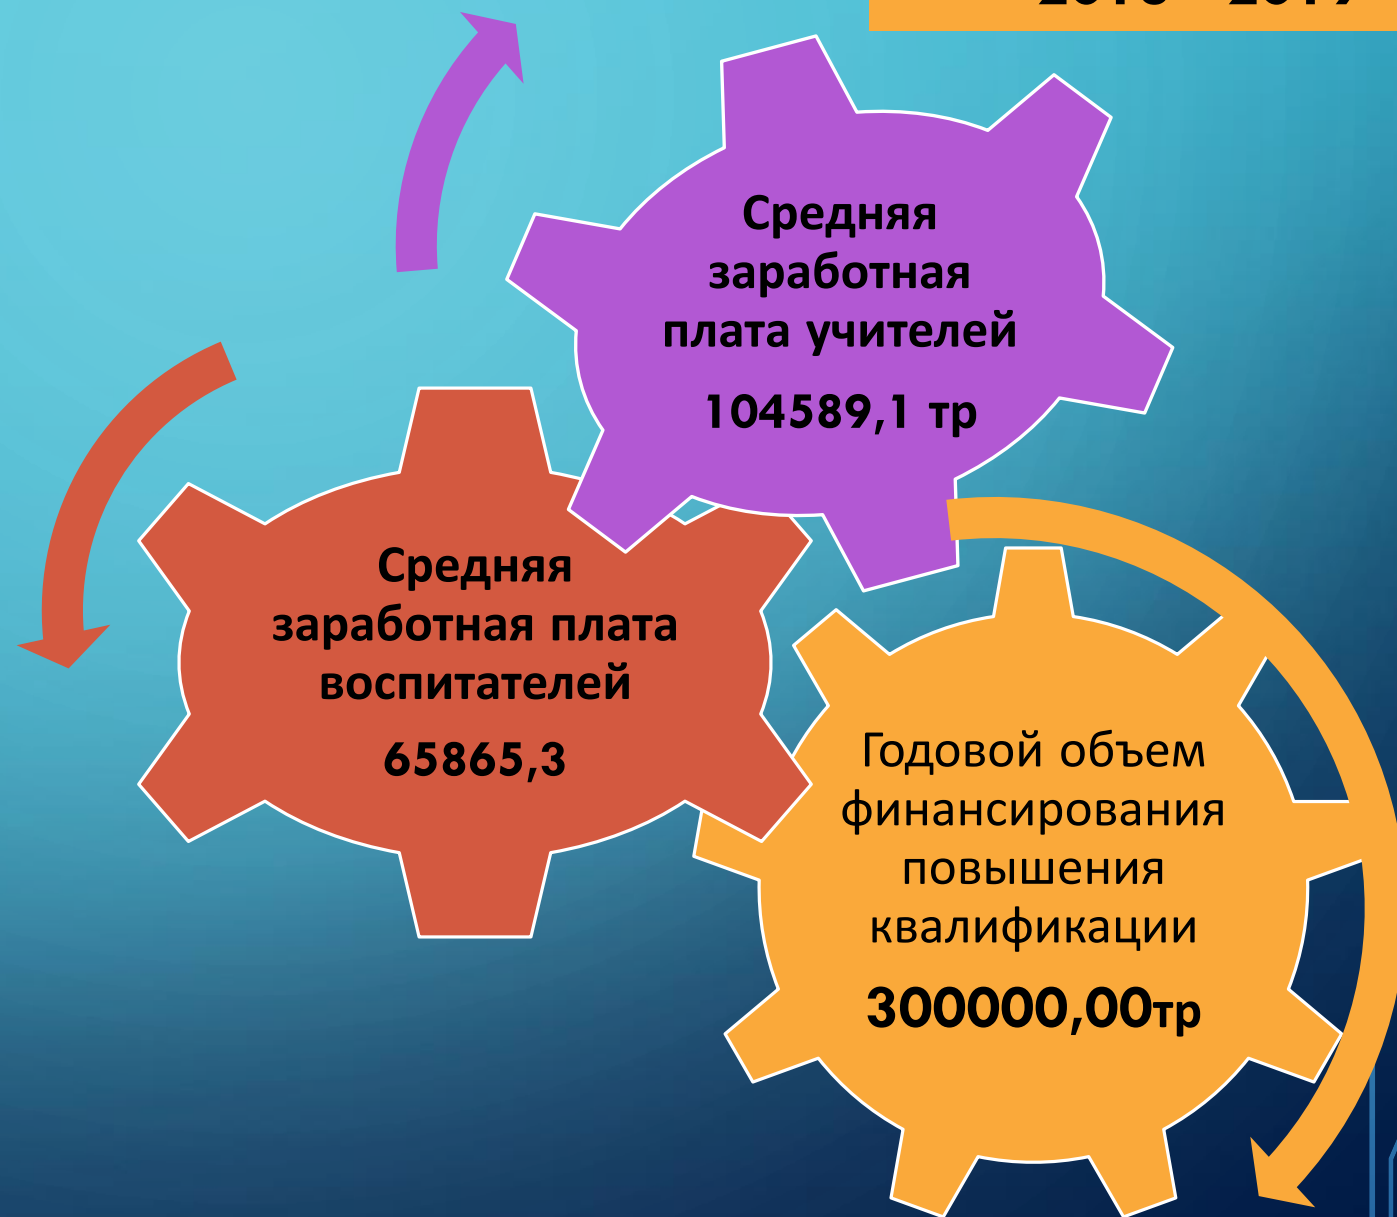 Средняя
заработная
плата учителей
104589,1 тр
Средняя
заработная плата
воспитателей
65865,3
Годовой объем
финансирования
повышения
квалификации
300000,00тр